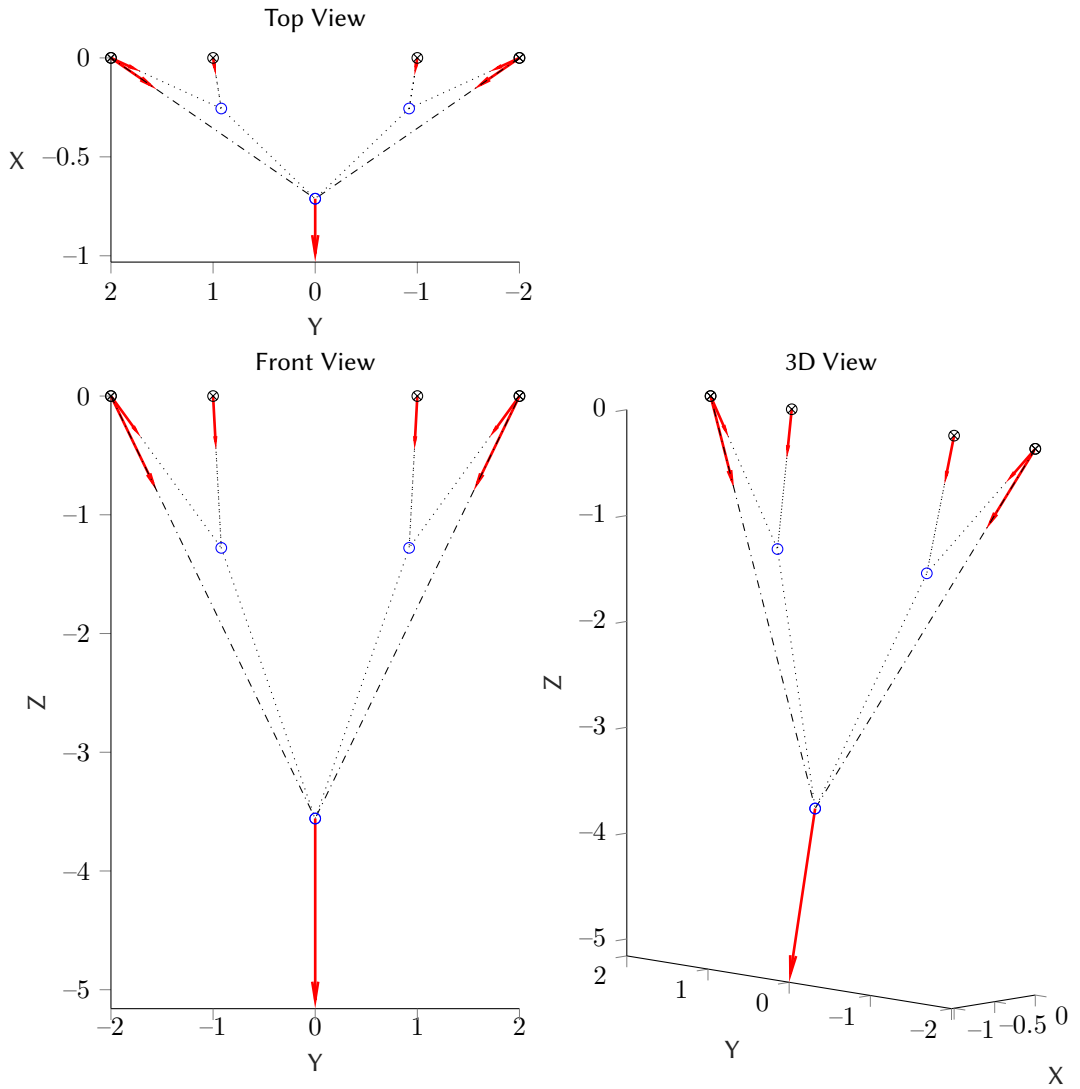 Top View
0
–0.5
–1
X
2 1 0 –1 –2
Y
Front View
0
–1
–2
–3
–4
–5
Z
–2 –1 0 1 2
Y
3D View
0
–1
–2
–3
–4
–5
Z
2 1 0 –1 –2
Y
–1 –0.5 0
X